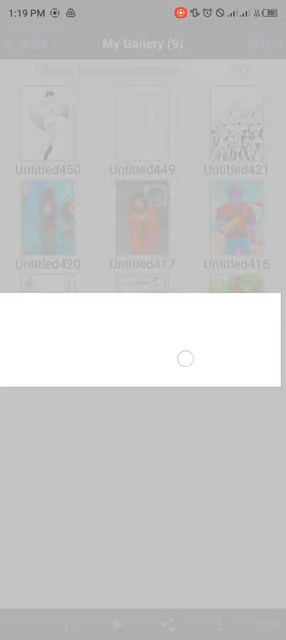 1:19 PM
My Gallery (9)
Untitled450 Untitled449 Untitled421
Untitled420 Untitled417 Untitled416